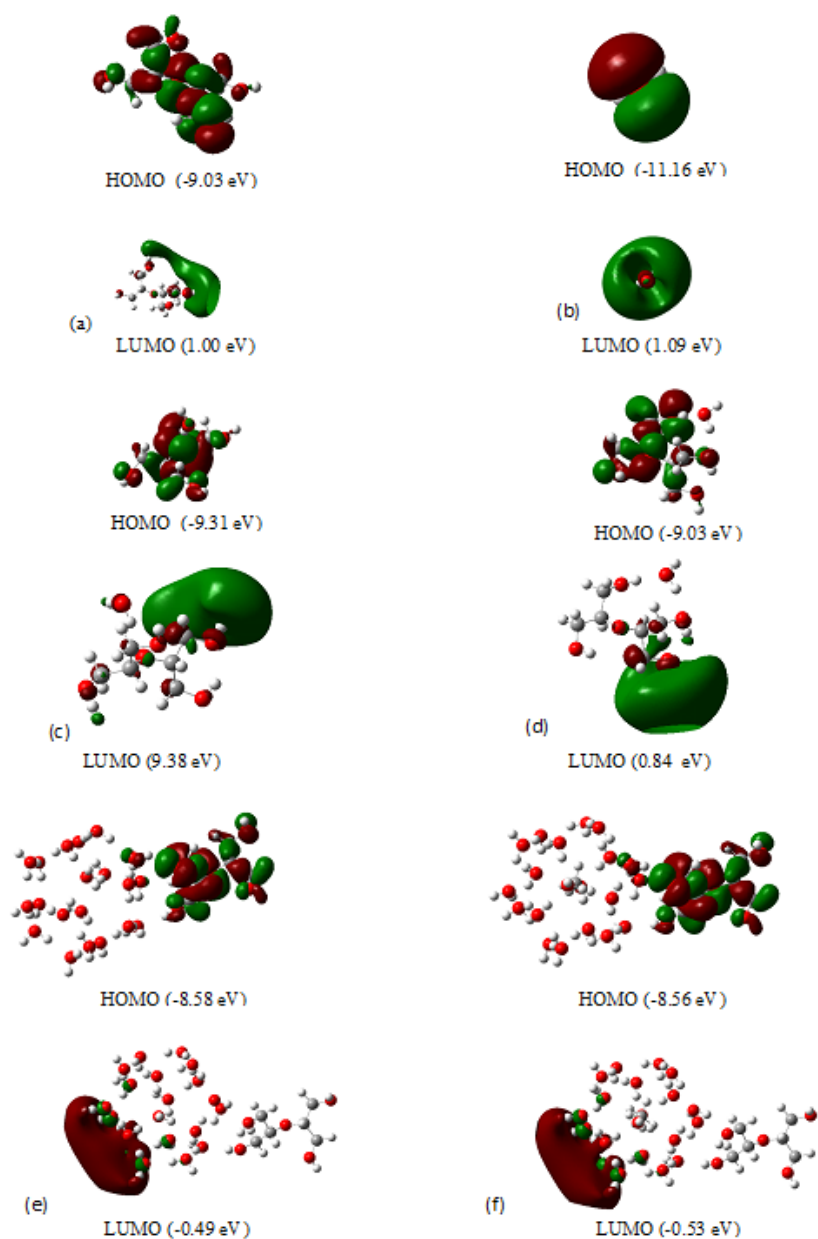 HOMO (-9.03 eV)
HOMO (-11.16 eV)
(a)
LUMO (1.00 eV)
(b)
LUMO (1.09 eV)
HOMO (-9.31 eV)
HOMO (-9.03 eV)
(c)
LUMO (9.38 eV)
(d)
LUMO (0.84 eV)
HOMO (-8.58 eV)
HOMO (-8.56 eV)
(e)
LUMO (-0.49 eV)
(f)
LUMO (-0.53 eV)